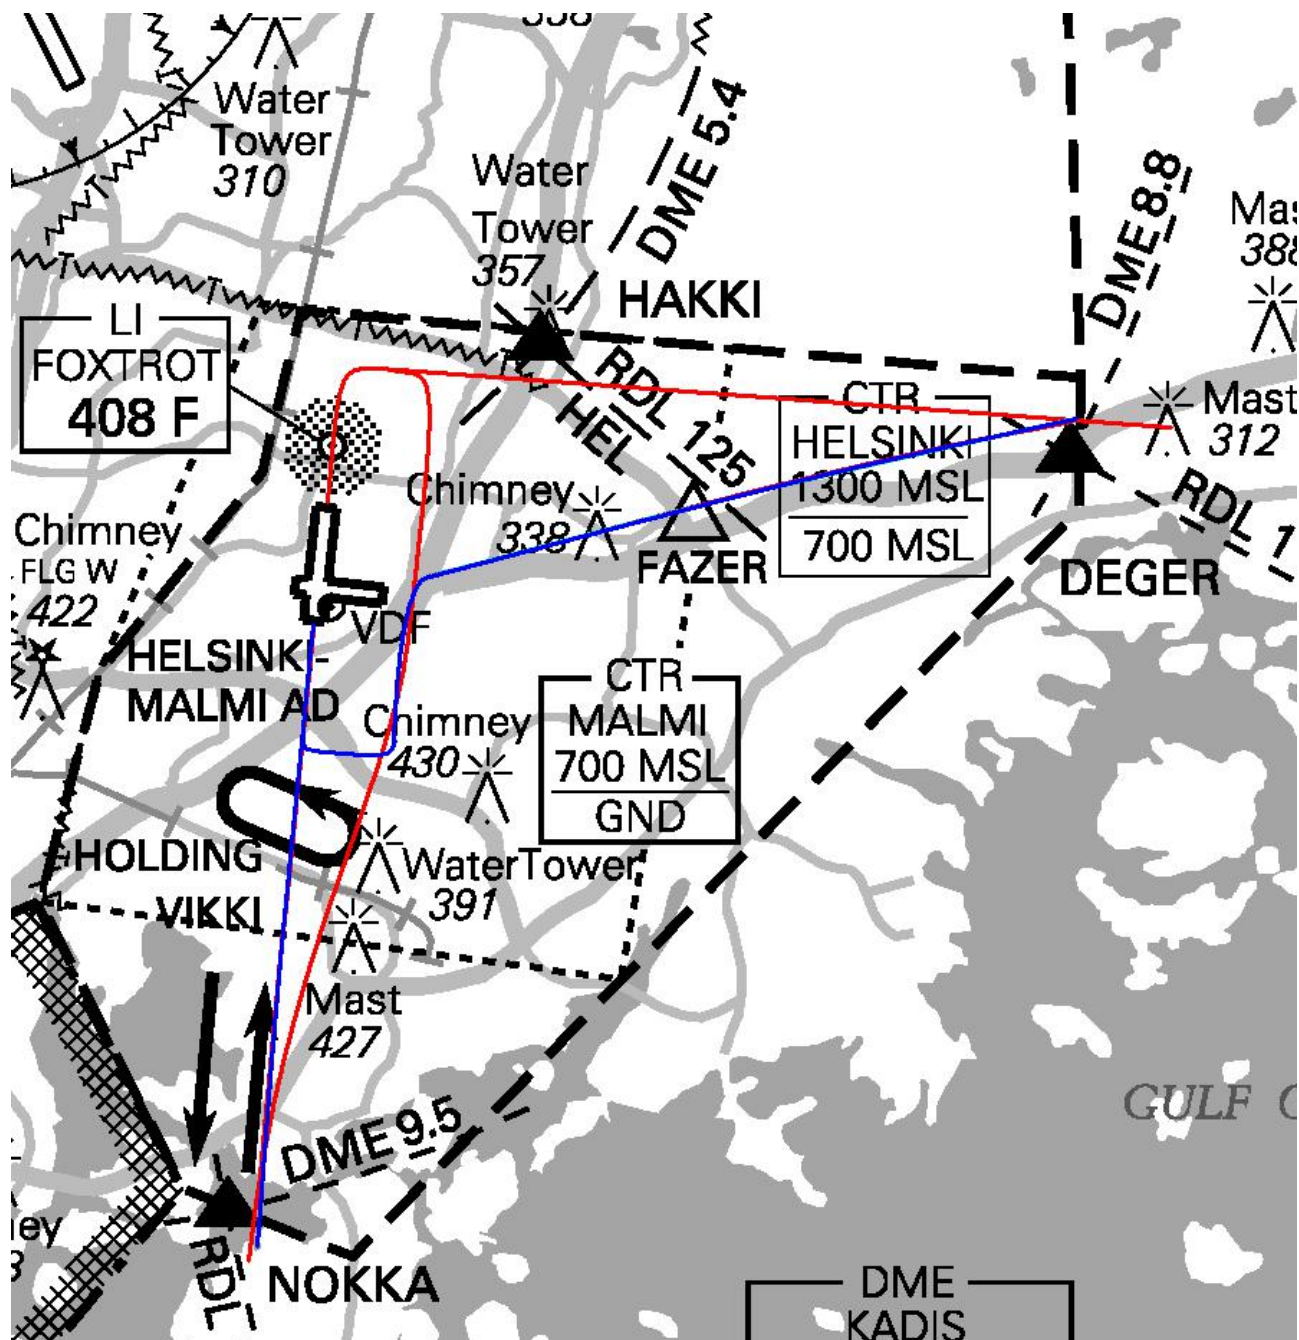 Water
Tower
310
DME 5.4
Water
Tower
357
HAKKI
DME 8.8
388
LI
FOXTROT
408 F
RDL 125
HEL
CTR
HELSINKI
1300 MSL
700 MSL
Mast
312
Chimney
338
FAZER
RDL 1
DEGER
Chimney
FLG W
422
VDF
HELSINKI-
MALMI AD
CTR
MALMI
700 MSL
GND
Chimney
430
HOLDING
VIKKI
WaterTower
391
Mast
427
GULF
DME 9.5
RDL
NOKKA
DME
KADIS